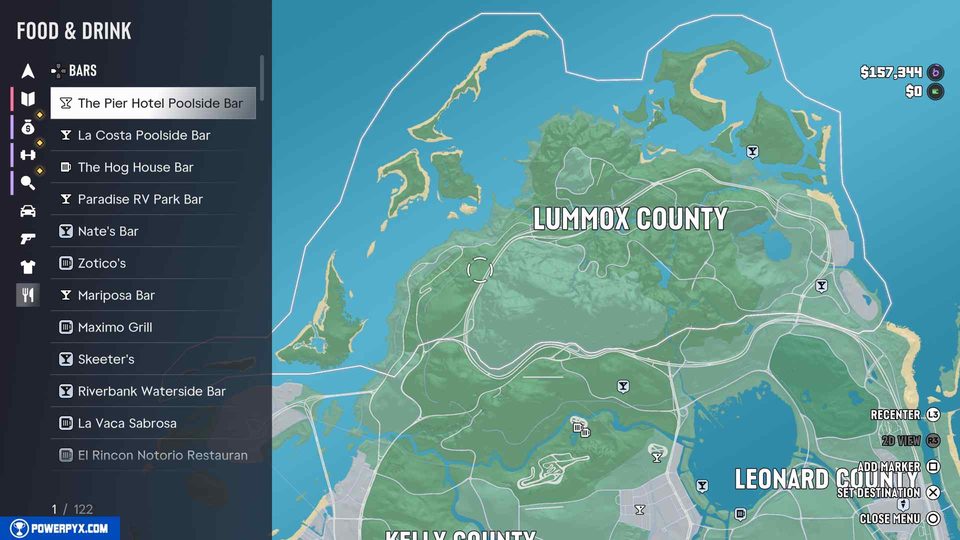 FOOD & DRINK
BARS
The Pier Hotel Poolside Bar
La Costa Poolside Bar
The Hog House Bar
Paradise RV Park Bar
Nate's Bar
Zotico's
Mariposa Bar
Maximo Grill
Skeeter's
Riverbank Waterside Bar
La Vaca Sabrosa
El Rincon Notorio Restauran
1 / 122
POWERPYX.COM
$157,344
$0
LUMMOX COUNTY
LEONARD COUNTY
KELLY COUNTY
RECENTER L3
2D VIEW R3
ADD MARKER
SET DESTINATION
CLOSE MENU